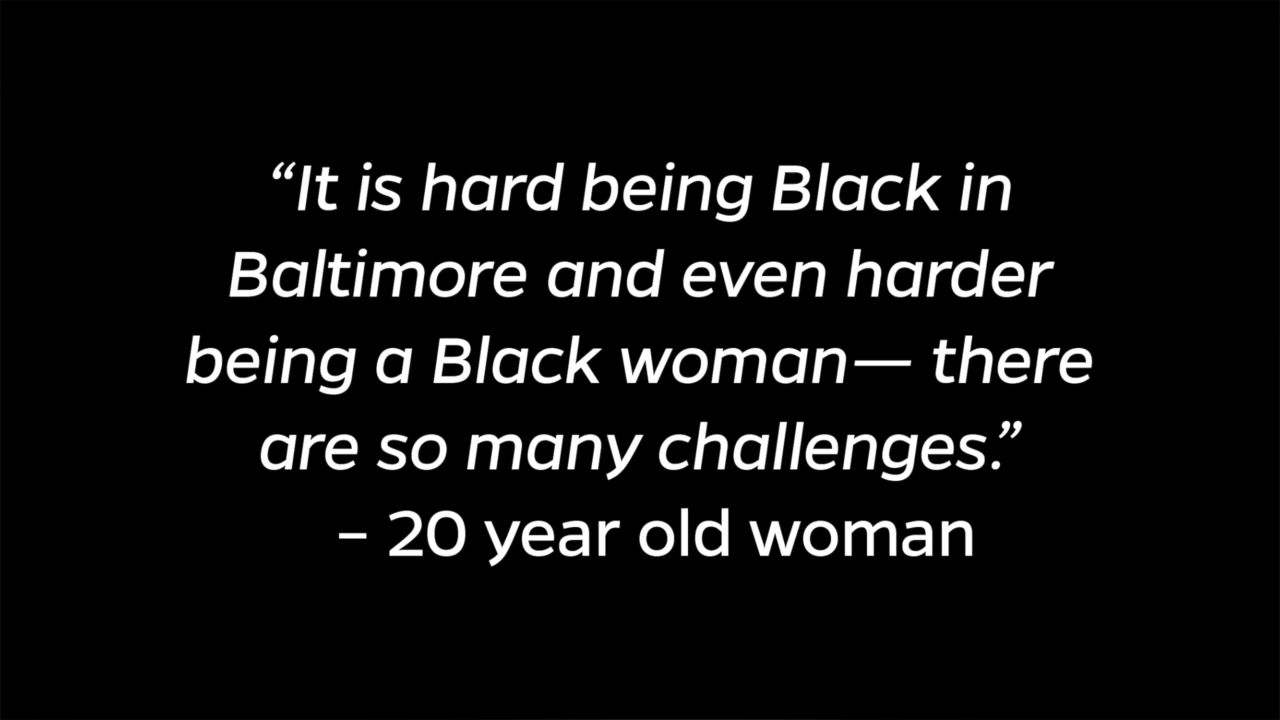 “It is hard being Black in
Baltimore and even harder
being a Black woman— there
are so many challenges.”
– 20 year old woman